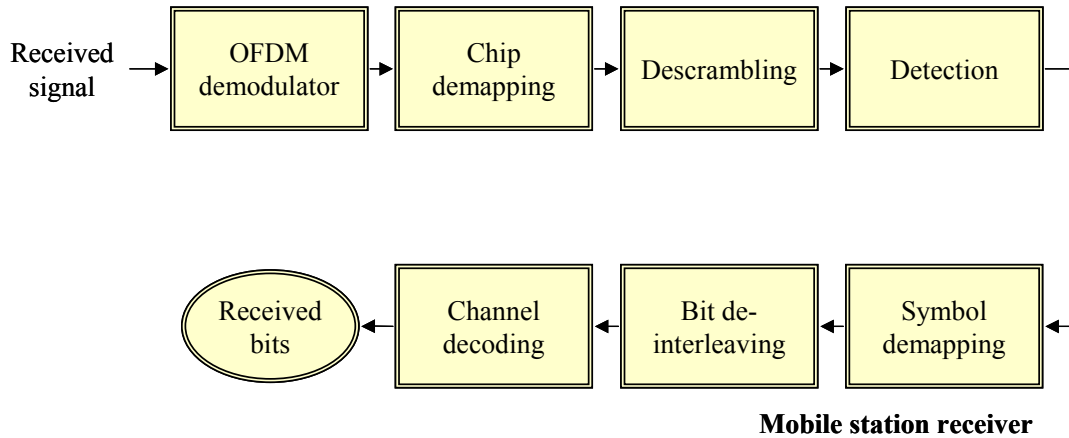 Received
signal
OFDM
demodulator
Chip
demapping
Descrambling
Detection
Received
bits
Channel
decoding
Bit de-
interleaving
Symbol
demapping
Mobile station receiver